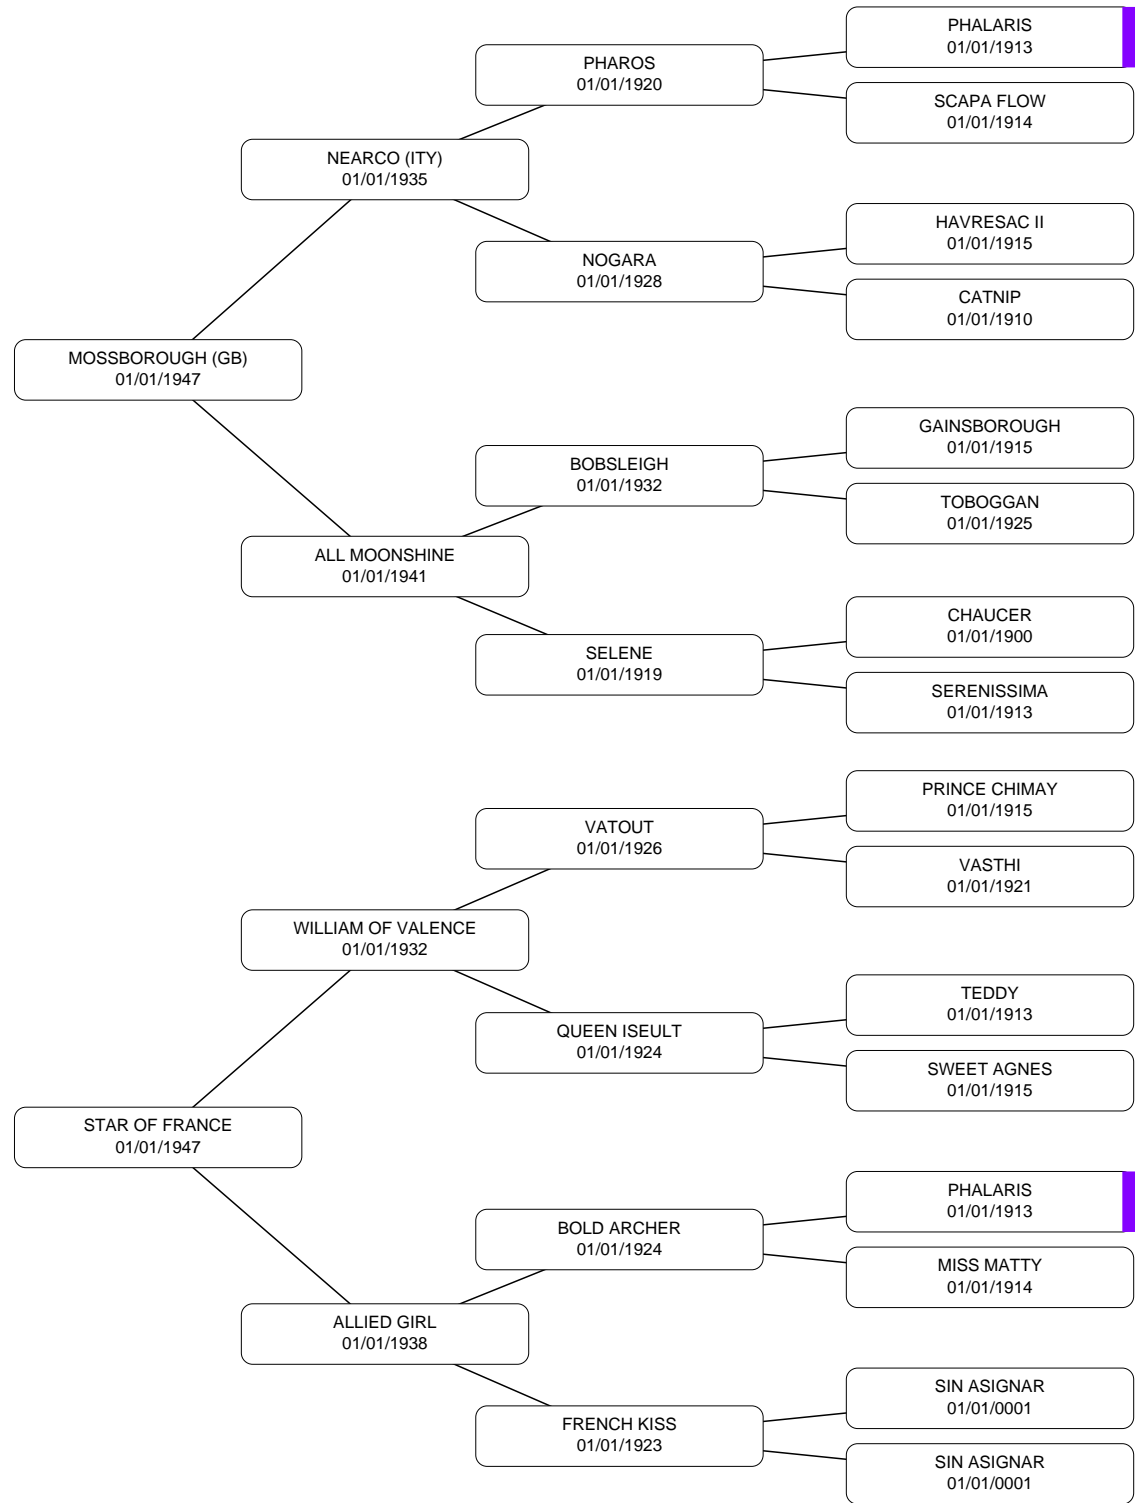 PHALARIS
01/01/1913
PHAROS
01/01/1920
SCAPA FLOW
01/01/1914
NEARCO (ITY)
01/01/1935
HAVRESAC II
01/01/1915
NOGARA
01/01/1928
CATNIP
01/01/1910
MOSSBOROUGH (GB)
01/01/1947
GAINSBOROUGH
01/01/1915
BOBSLEIGH
01/01/1932
TOBOGGAN
01/01/1925
ALL MOONSHINE
01/01/1941
CHAUCER
01/01/1900
SELENE
01/01/1919
SERENISSIMA
01/01/1913
PRINCE CHIMAY
01/01/1915
VATOUT
01/01/1926
VASTHI
01/01/1921
WILLIAM OF VALENCE
01/01/1932
TEDDY
01/01/1913
QUEEN ISEULT
01/01/1924
SWEET AGNES
01/01/1915
STAR OF FRANCE
01/01/1947
PHALARIS
01/01/1913
BOLD ARCHER
01/01/1924
MISS MATTY
01/01/1914
ALLIED GIRL
01/01/1938
SIN ASIGNAR
01/01/0001
FRENCH KISS
01/01/1923
SIN ASIGNAR
01/01/0001